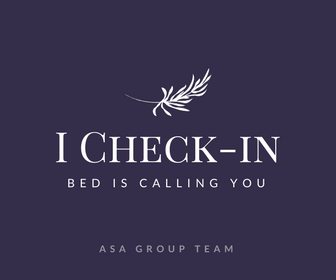 I CHECK-IN
BED IS CALLING YOU
ASA GROUP TEAM